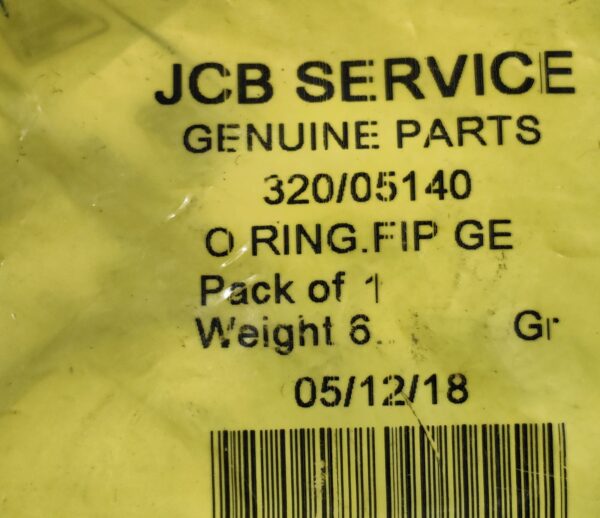 JCB SERVICE
GENUINE PARTS
320/05140
O RING.FIP GE
Pack of 1
Weight 6. Gr
05/12/18